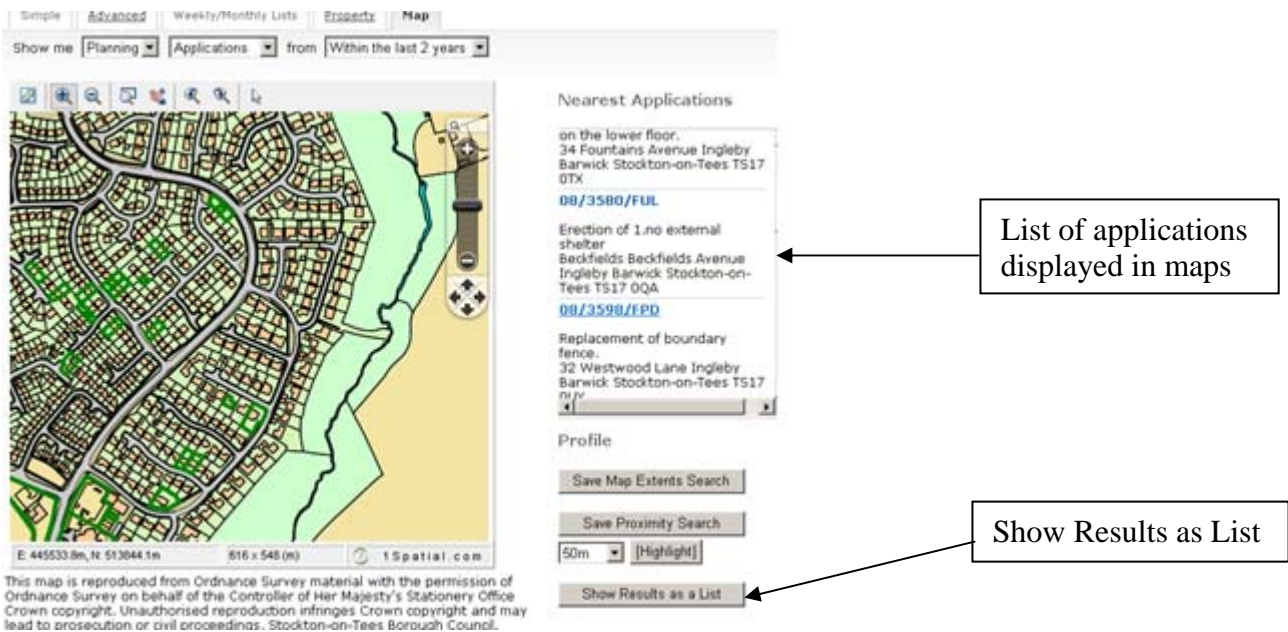 Simple Advanced Weekly/Monthly Lists Property Map
Show me Planning Applications from Within the last 2 years
Nearest Applications
on the lower floor.
34 Fountains Avenue Ingleby
Barwick Stockton-on-Tees TS17
0TX
08/3580/FUL
Erection of 1.no external
shelter
Beckfields Beckfields Avenue
Ingleby Barwick Stockton-on-
Tees TS17 0QA
08/3598/FPD
Replacement of boundary
fence.
32 Westwood Lane Ingleby
Barwick Stockton-on-Tees TS17
Profile
Save Map Extents Search
Save Proximity Search
50m [Highlight]
Show Results as a List
E: 445533.8m, N: 513844.1m 616 x 548 (m) 1Spatial.com
This map is reproduced from Ordnance Survey material with the permission of
Ordnance Survey on behalf of the Controller of Her Majesty's Stationery Office
Crown copyright. Unauthorised reproduction infringes Crown copyright and may
lead to prosecution or civil proceedings. Stockton-on-Tees Borough Council.
List of applications
displayed in maps
Show Results as List